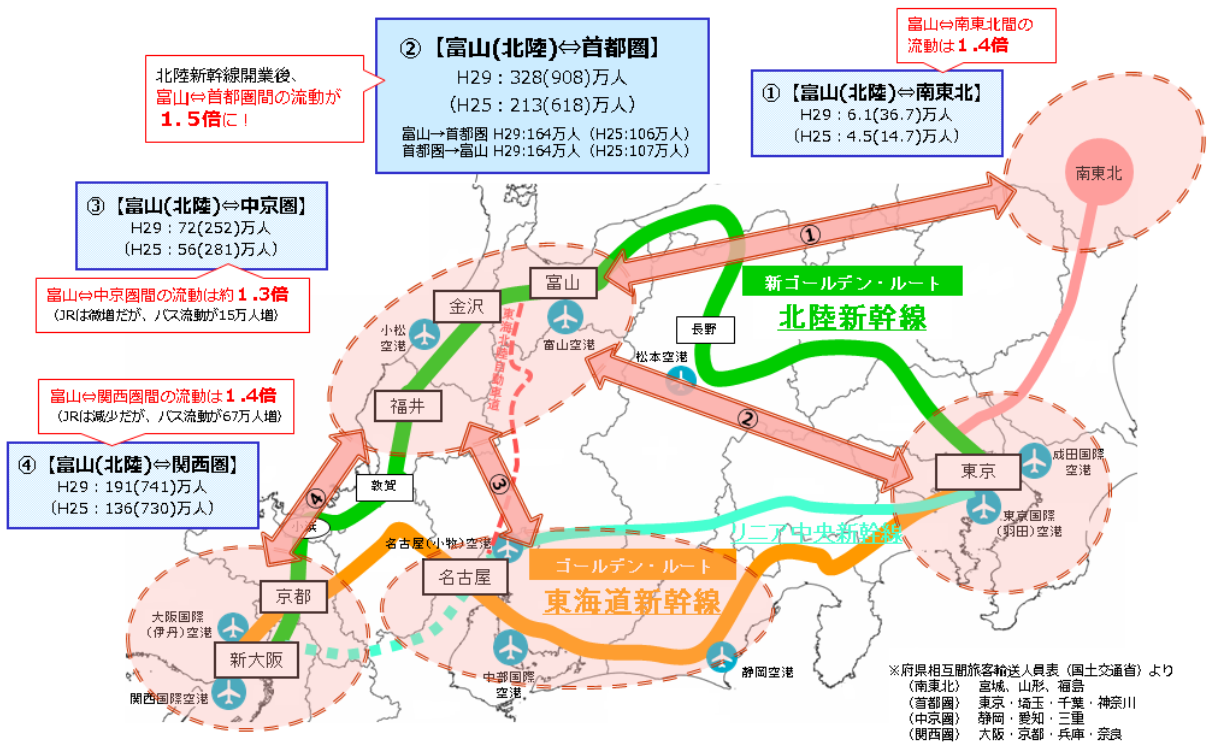 ② 【富山(北陸)⇔首都圏】
H29：328(908)万人
(H25：213(618)万人)
富山→首都圏 H29:164万人 (H25:106万人)
首都圏→富山 H29:164万人 (H25:107万人)
北陸新幹線開業後、
富山⇔首都圏間の流動が
1.5倍に！
富山⇔南東北間の
流動は1.4倍
① 【富山(北陸)⇔南東北】
H29：6.1(36.7)万人
(H25：4.5(14.7)万人)
南東北
③ 【富山(北陸)⇔中京圏】
H29：72(252)万人
(H25：56(281)万人)
富山⇔中京圏間の流動は約1.3倍
(JRは微増だが、バス流動が15万人増)
富山⇔関西圏間の流動は1.4倍
(JRは減少だが、バス流動が67万人増)
④ 【富山(北陸)⇔関西圏】
H29：191(741)万人
(H25：136(730)万人)
①
②
③
④
富山
金沢
福井
小松
空港
富山空港
東海北陸自動車道
新ゴールデン・ルート
北陸新幹線
長野
松本空港
敦賀
小浜
東京
成田国際
空港
東京国際
(羽田)空港
リニア中央新幹線
名古屋(小牧)空港
名古屋
ゴールデン・ルート
東海道新幹線
京都
大阪国際
(伊丹)空港
新大阪
関西国際空港
中部国際
空港
静岡空港
※府県相互間旅客輸送人員表（国土交通省）より
(南東北) 宮城、山形、福島
(首都圏) 東京・埼玉・千葉・神奈川
(中京圏) 静岡・愛知・三重
(関西圏) 大阪・京都・兵庫・奈良